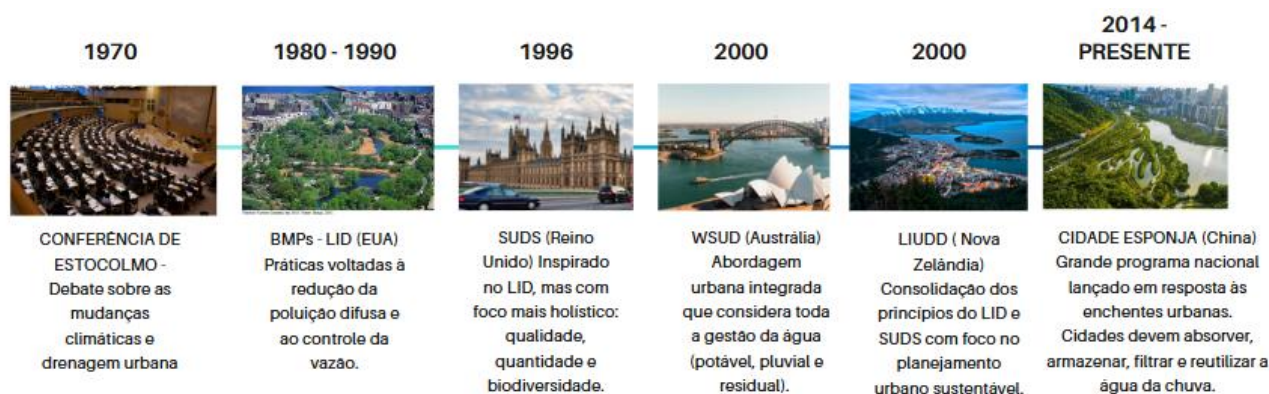 1970
CONFERÊNCIA DE
ESTOCOLMO -
Debate sobre as
mudanças
climáticas e
drenagem urbana
1980 - 1990
BMPs - LID (EUA)
Práticas voltadas à
redução da
poluição difusa e
ao controle da
vazão.
1996
SUDS (Reino
Unido) Inspirado
no LID, mas com
foco mais holístico:
qualidade,
quantidade e
biodiversidade.
2000
WSUD (Austrália)
Abordagem
urbana integrada
que considera toda
a gestão da água
(potável, pluvial e
residual).
2000
LIUDD ( Nova
Zelândia)
Consolidação dos
princípios do LID e
SUDS com foco no
planejamento
urbano sustentável.
2014 -
PRESENTE
CIDADE ESPONJA (China)
Grande programa nacional
lançado em resposta às
enchentes urbanas.
Cidades devem absorver,
armazenar, filtrar e reutilizar a
água da chuva.